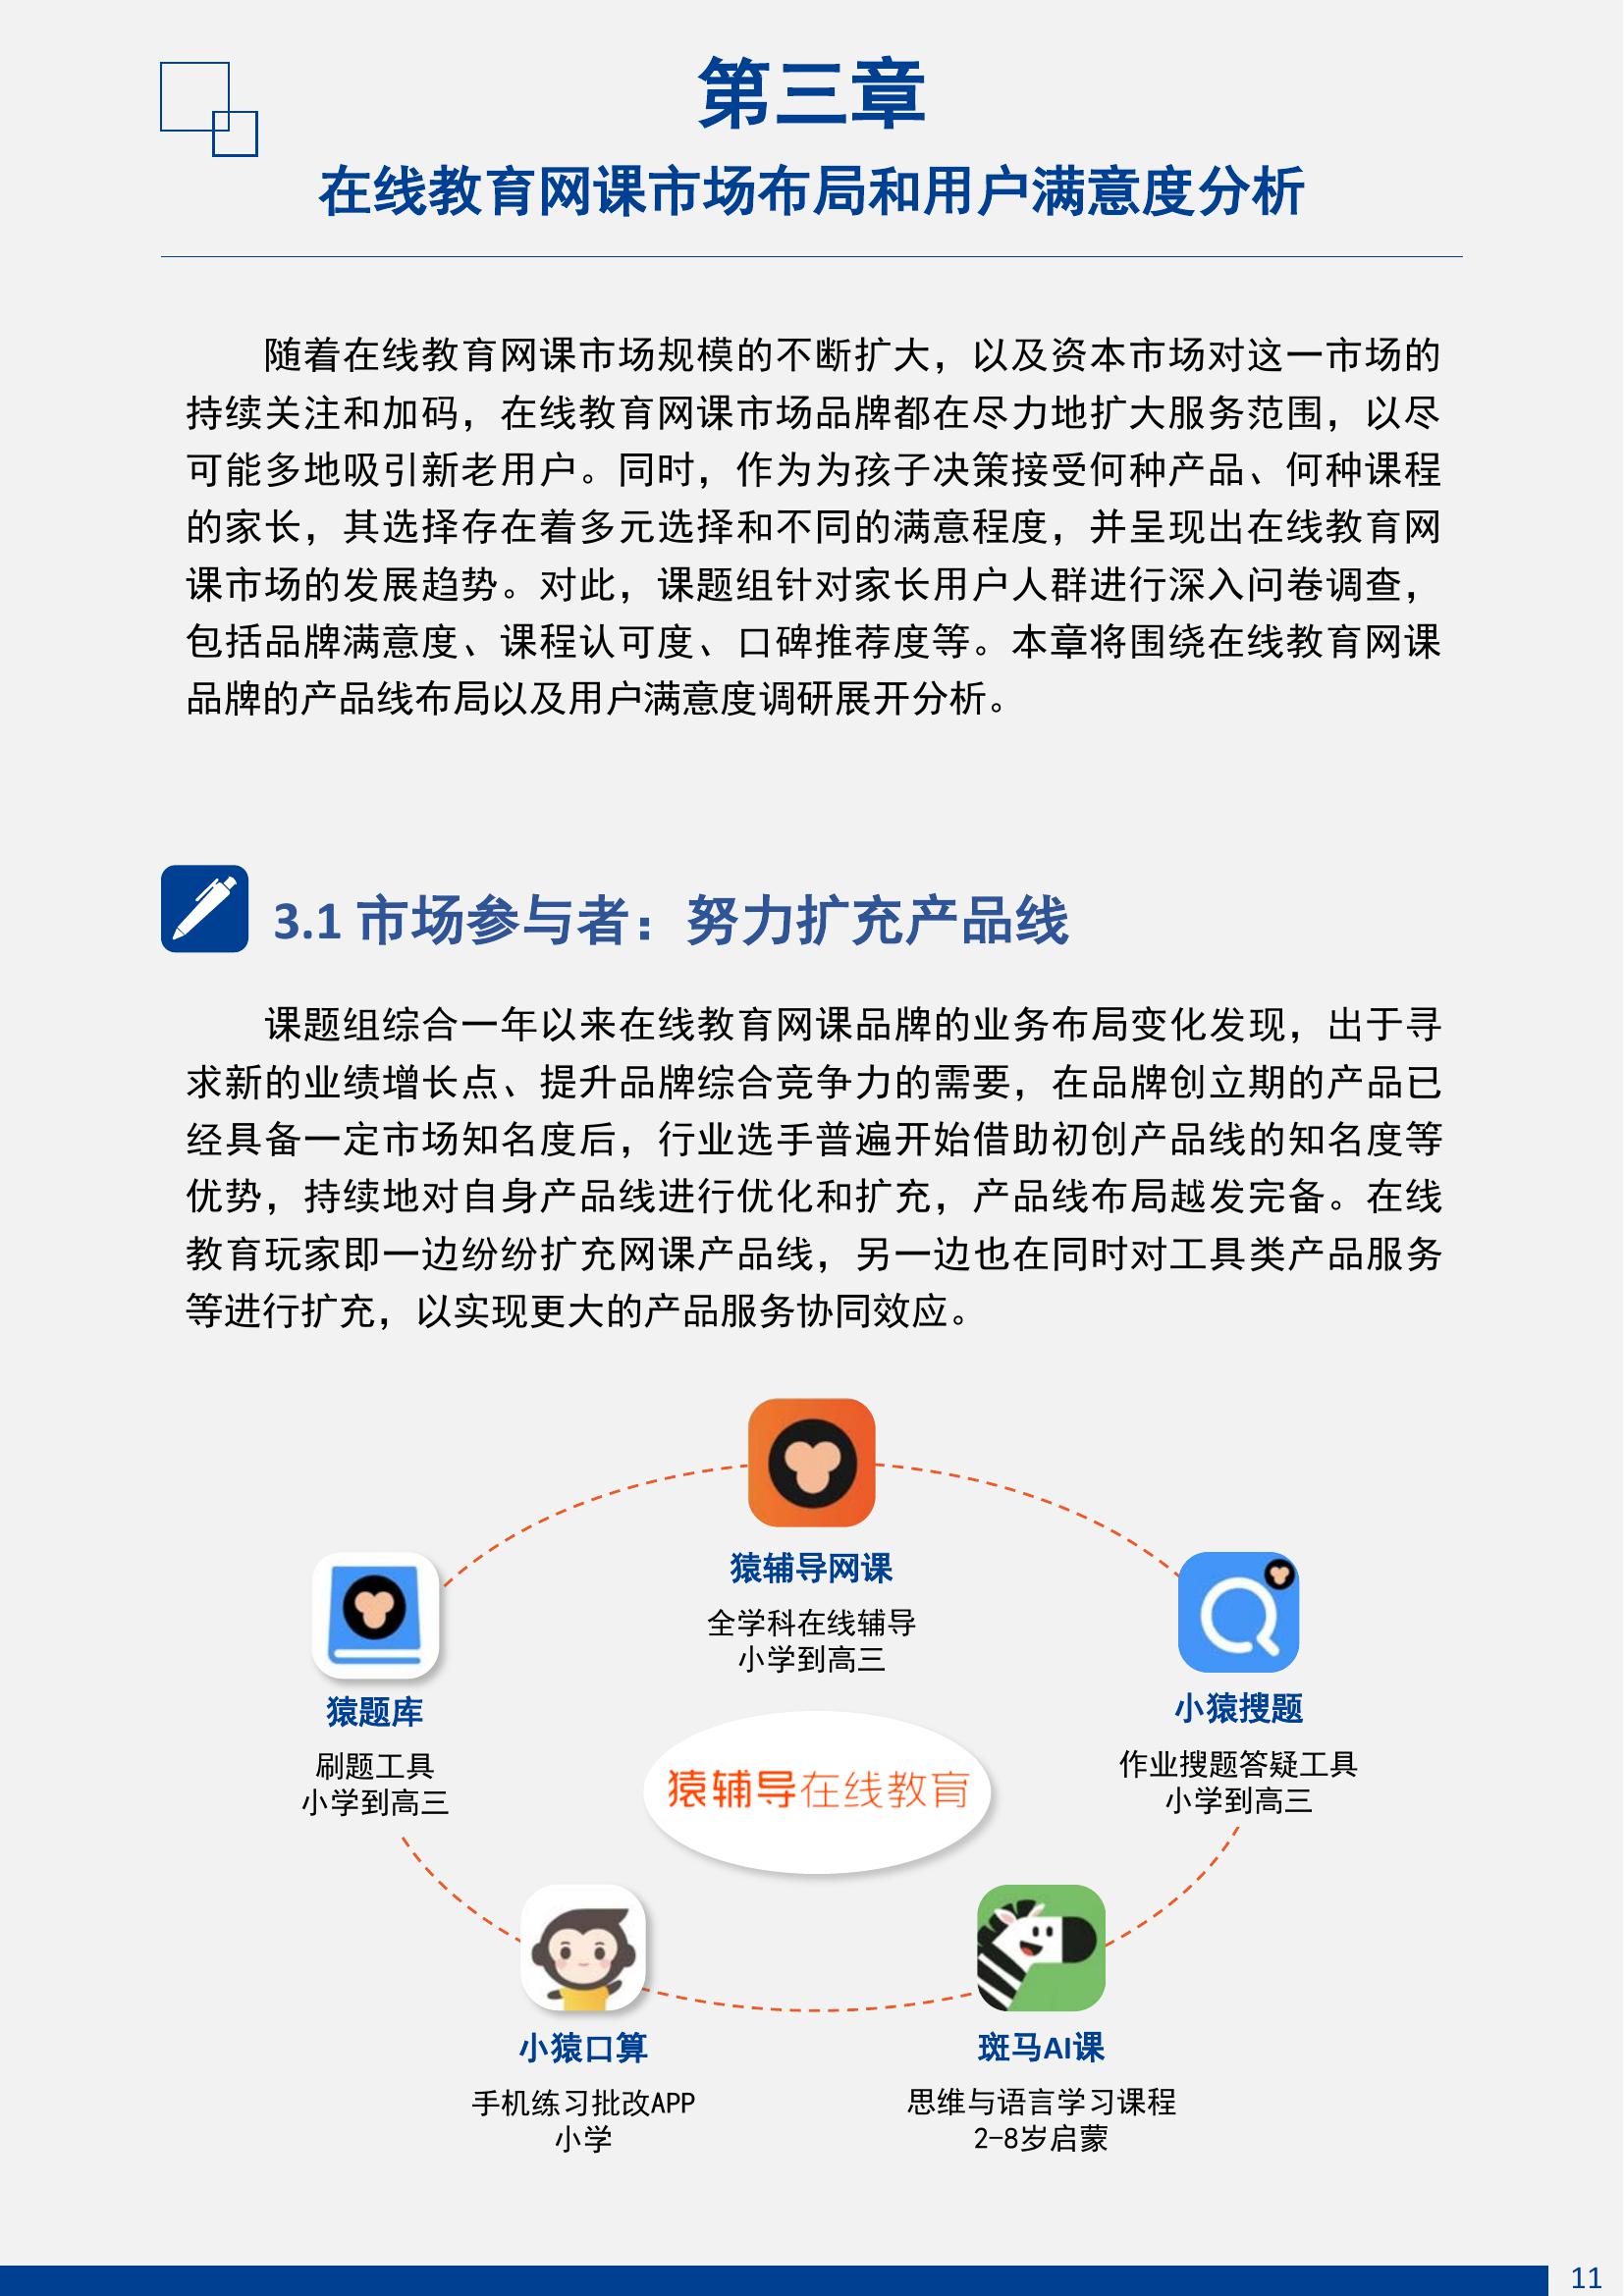 第三章
在线教育网课市场布局和用户满意度分析
随着在线教育网课市场规模的不断扩大，以及资本市场对这一市场的
持续关注和加码，在线教育网课市场品牌都在尽力地扩大服务范围，以尽
可能多地吸引新老用户。同时，作为为孩子决策接受何种产品、何种课程
的家长，其选择存在着多元选择和不同的满意程度，并呈现出在线教育网
课市场的发展趋势。对此，课题组针对家长用户人群进行深入问卷调查，
包括品牌满意度、课程认可度、口碑推荐度等。本章将围绕在线教育网课
品牌的产品线布局以及用户满意度调研展开分析。
3.1 市场参与者：努力扩充产品线
课题组综合一年以来在线教育网课品牌的业务布局变化发现，出于寻
求新的业绩增长点、提升品牌综合竞争力的需要，在品牌创立期的产品已
经具备一定市场知名度后，行业选手普遍开始借助初创产品线的知名度等
优势，持续地对自身产品线进行优化和扩充，产品线布局越发完备。在线
教育玩家即一边纷纷扩充网课产品线，另一边也在同时对工具类产品服务
等进行扩充，以实现更大的产品服务协同效应。
猿辅导网课
全学科在线辅导
小学到高三
猿题库
刷题工具
小学到高三
小猿搜题
作业搜题答疑工具
小学到高三
猿辅导在线教育
小猿口算
手机练习批改APP
小学
斑马AI课
思维与语言学习课程
2-8岁启蒙
11